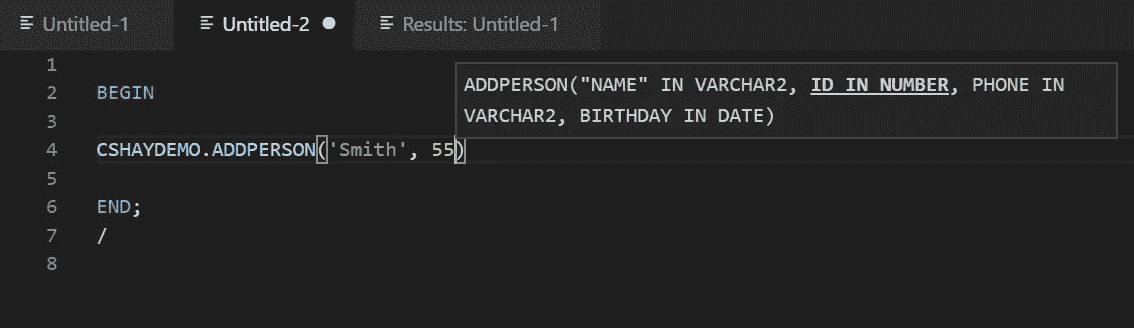 Untitled-1 Untitled-2 Results: Untitled-1
1
2 BEGIN
ADDPERSON("NAME" IN VARCHAR2, ID IN NUMBER, PHONE IN
VARCHAR2, BIRTHDAY IN DATE)
3
4 CSHAYDEMO.ADDPERSON('Smith', 55)
5
6 END;
7 /
8